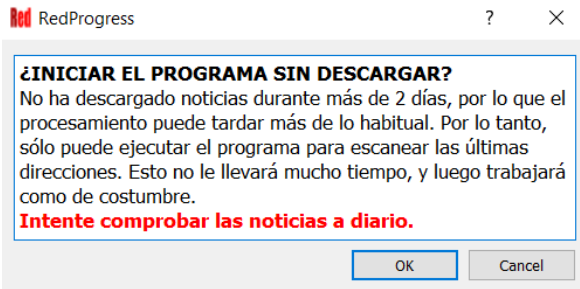 Red RedProgress ? ×
¿INICIAR EL PROGRAMA SIN DESCARGAR?
No ha descargado noticias durante más de 2 días, por lo que el
procesamiento puede tardar más de lo habitual. Por lo tanto,
sólo puede ejecutar el programa para escanear las últimas
direcciones. Esto no le llevará mucho tiempo, y luego trabajará
como de costumbre.
Intente comprobar las noticias a diario.
OK Cancel